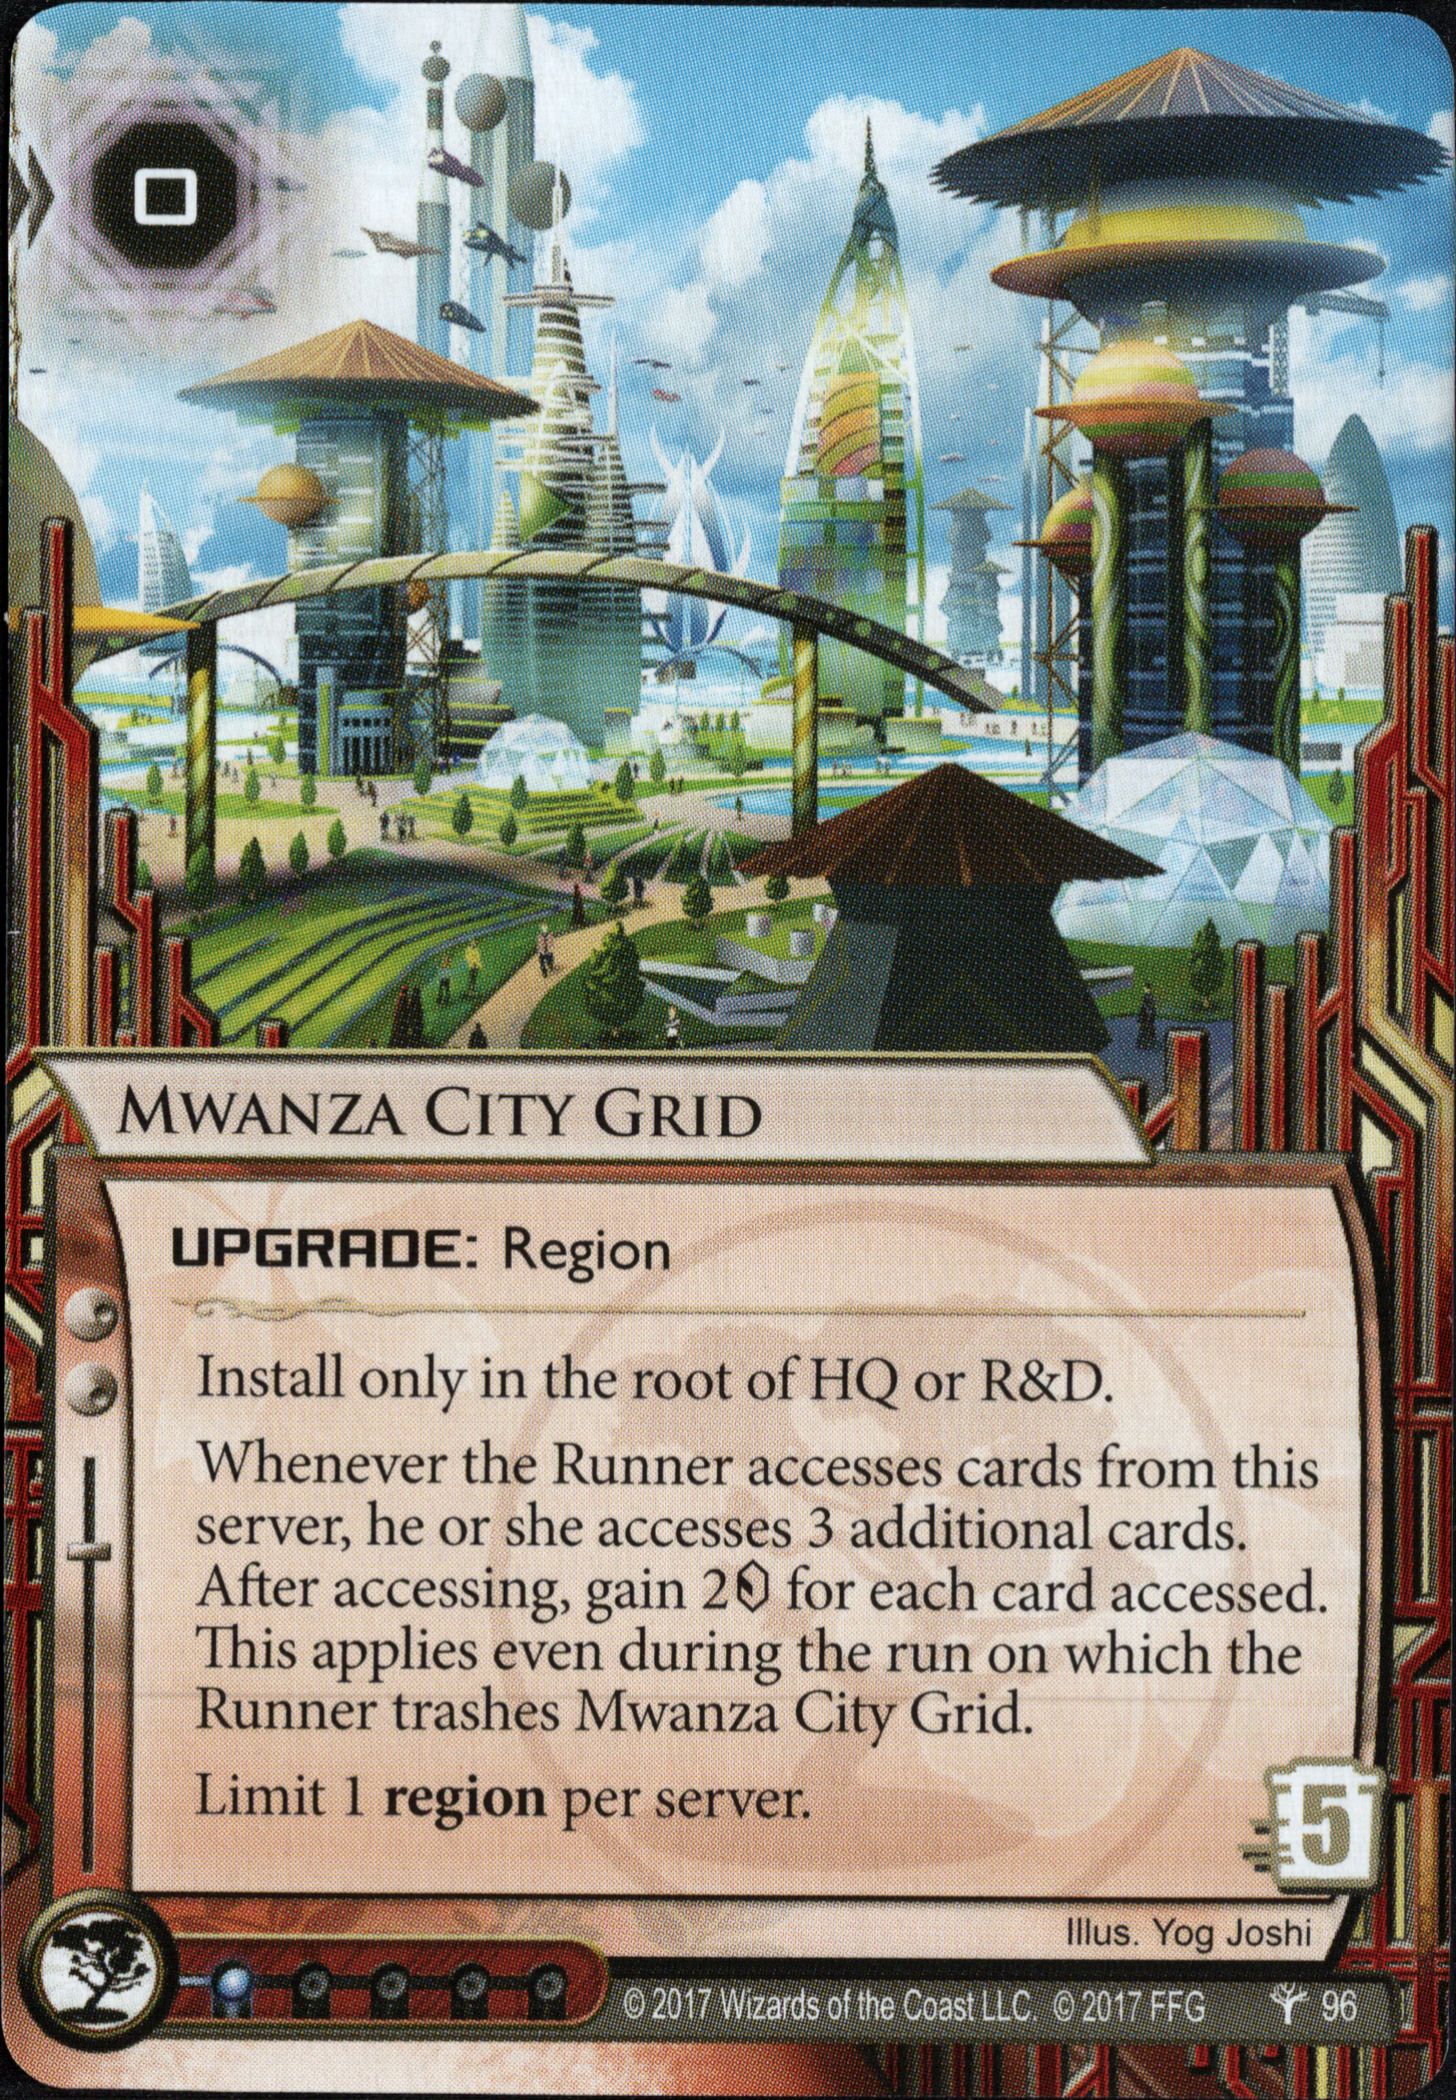 MWANZA CITY GRID
UPGRADE: Region
Install only in the root of HQ or R&D.
Whenever the Runner accesses cards from this
server, he or she accesses 3 additional cards.
After accessing, gain 2 for each card accessed.
This applies even during the run on which the
Runner trashes Mwanza City Grid.
Limit 1 region per server.
5
Illus. Yog Joshi
© 2017 Wizards of the Coast LLC. © 2017 FFG 96